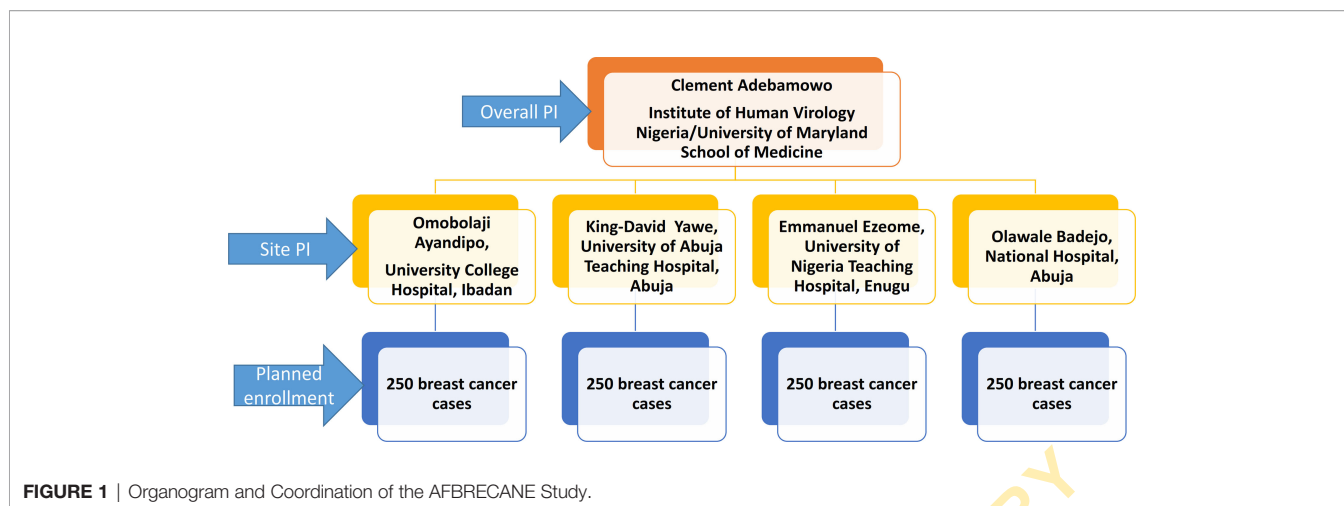 Overall PI
Clement Adebamowo
Institute of Human Virology
Nigeria/University of Maryland
School of Medicine
Site PI
Omobolaji
Ayandipo,
University College
Hospital, Ibadan
King-David Yawe,
University of Abuja
Teaching Hospital,
Abuja
Emmanuel Ezeome,
University of
Nigeria Teaching
Hospital, Enugu
Olawale Badejo,
National Hospital,
Abuja
Planned
enrollment
250 breast cancer
cases
250 breast cancer
cases
250 breast cancer
cases
250 breast cancer
cases
FIGURE 1 | Organogram and Coordination of the AFBRECANE Study.